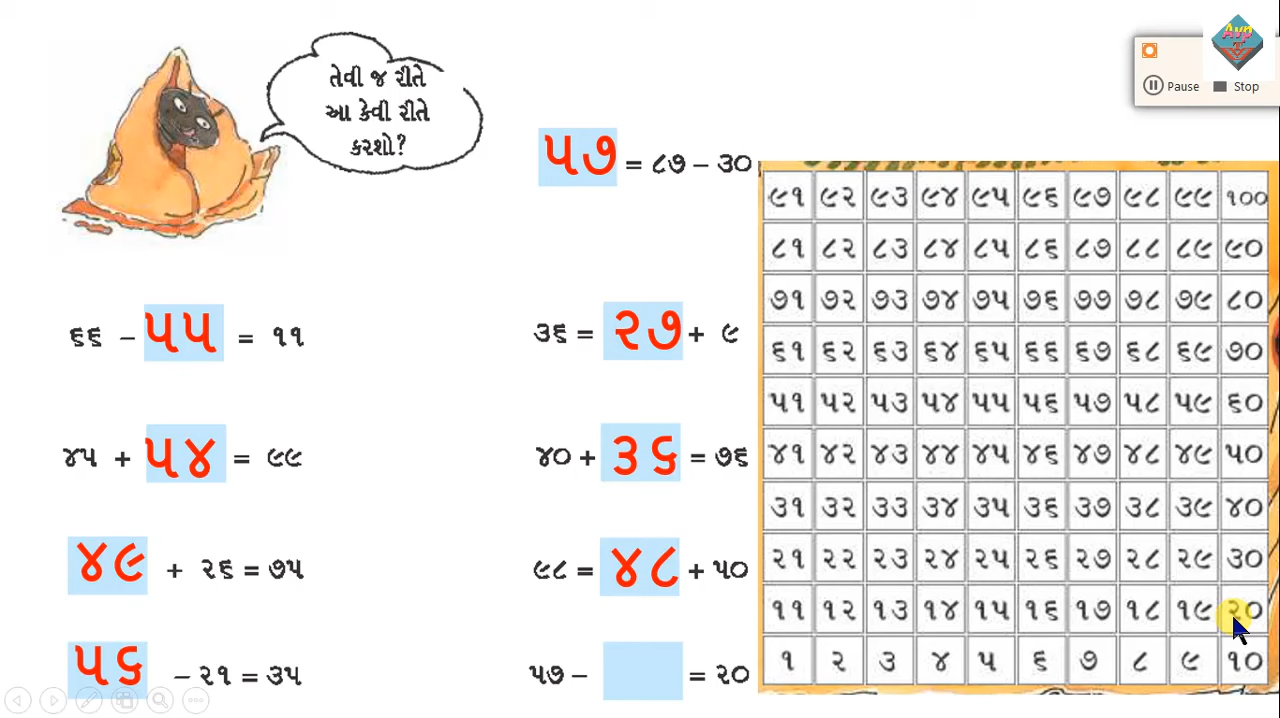 તેવી જ રીતે
આ કેવી રીતે
કરશો?
Avp
Pause
Stop
૫૭ = ૮૭ – ૩૦
૬૬ – ૫૫ = ૧૧
૩૬ = ૨૭ + ૯
૪૫ + ૫૪ = ૯૯
૪૦ + ૩૬ = ૭૬
૪૯ + ૨૬ = ૭૫
૯૮ = ૪૮ + ૫૦
૫૬ – ૨૧ = ૩૫
૫૭ – = ૨૦
૯૧ ૯૨ ૯૩ ૯૪ ૯૫ ૯૬ ૯૭ ૯૮ ૯૯ ૧૦૦
૮૧ ૮૨ ૮૩ ૮૪ ૮૫ ૮૬ ૮૭ ૮૮ ૮૯ ૯૦
૭૧ ૭૨ ૭૩ ૭૪ ૭૫ ૭૬ ૭૭ ૭૮ ૭૯ ૮૦
૬૧ ૬૨ ૬૩ ૬૪ ૬૫ ૬૬ ૬૭ ૬૮ ૬૯ ૭૦
૫૧ ૫૨ ૫૩ ૫૪ ૫૫ ૫૬ ૫૭ ૫૮ ૫૯ ૬૦
૪૧ ૪૨ ૪૩ ૪૪ ૪૫ ૪૬ ૪૭ ૪૮ ૪૯ ૫૦
૩૧ ૩૨ ૩૩ ૩૪ ૩૫ ૩૬ ૩૭ ૩૮ ૩૯ ૪૦
૨૧ ૨૨ ૨૩ ૨૪ ૨૫ ૨૬ ૨૭ ૨૮ ૨૯ ૩૦
૧૧ ૧૨ ૧૩ ૧૪ ૧૫ ૧૬ ૧૭ ૧૮ ૧૯ ૨૦
૧ ૨ ૩ ૪ ૫ ૬ ૭ ૮ ૯ ૧૦